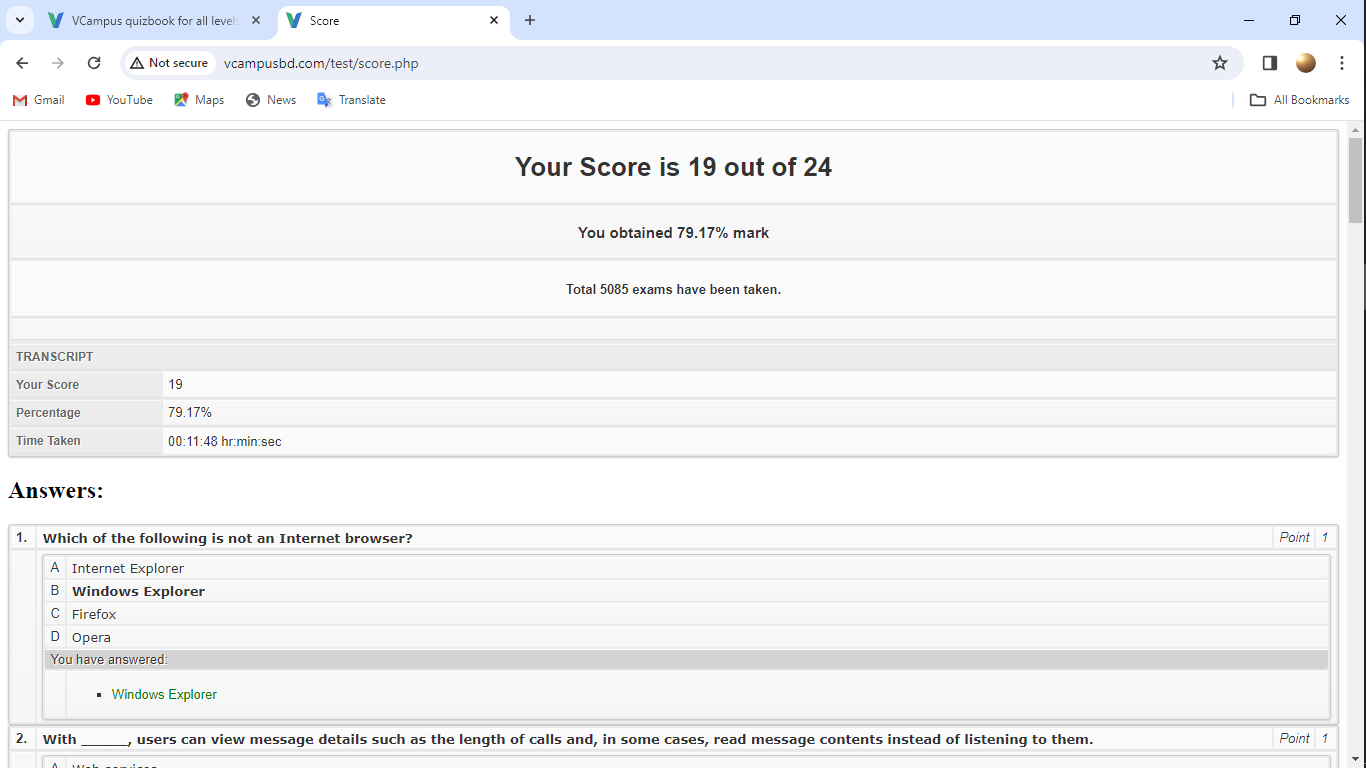 VCampus quizbook for all levels
Score
Not secure
vcampusbd.com/test/score.php
Gmail
YouTube
Maps
News
Translate
All Bookmarks
Your Score is 19 out of 24
You obtained 79.17% mark
Total 5085 exams have been taken.
TRANSCRIPT
Your Score 19
Percentage 79.17%
Time Taken 00:11:48 hr:min:sec
Answers:
1. Which of the following is not an Internet browser? Point 1
A Internet Explorer
B Windows Explorer
C Firefox
D Opera
You have answered:
Windows Explorer
2. With ______, users can view message details such as the length of calls and, in some cases, read message contents instead of listening to them. Point 1
A Web services